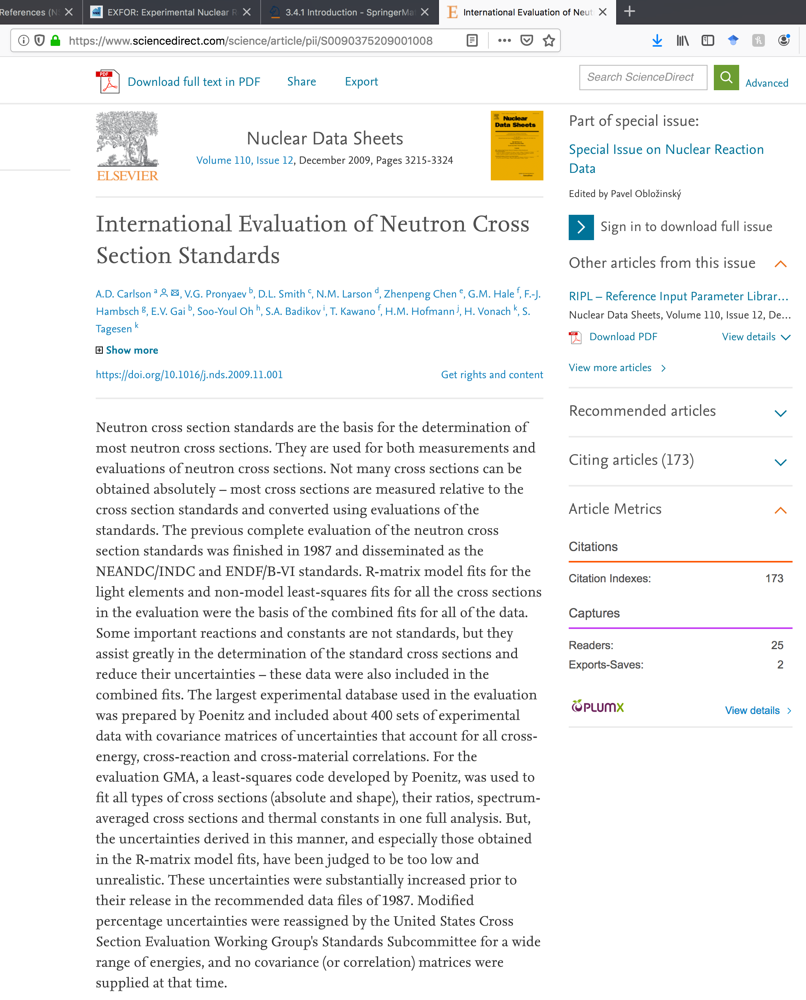 References (N
EXFOR: Experimental Nuclear R
3.4.1 Introduction - SpringerMa
International Evaluation of Neut
https://www.sciencedirect.com/science/article/pii/S0090375209001008
Download full text in PDF
Share
Export
Search ScienceDirect
Advanced
ELSEVIER
Nuclear Data Sheets
Volume 110, Issue 12, December 2009, Pages 3215-3324
Nuclear
Data Sheets
International Evaluation of Neutron Cross
Section Standards
A.D. Carlson a, V.G. Pronyaev b, D.L. Smith c, N.M. Larson d, Zhenpeng Chen e, G.M. Hale f, F.-J.
Hambsch g, E.V. Gai b, Soo-Youl Oh h, S.A. Badikov i, T. Kawano f, H.M. Hofmann j, H. Vonach k, S.
Tagesen k
Show more
https://doi.org/10.1016/j.nds.2009.11.001
Get rights and content
Neutron cross section standards are the basis for the determination of
most neutron cross sections. They are used for both measurements and
evaluations of neutron cross sections. Not many cross sections can be
obtained absolutely – most cross sections are measured relative to the
cross section standards and converted using evaluations of the
standards. The previous complete evaluation of the neutron cross
section standards was finished in 1987 and disseminated as the
NEANDC/INDC and ENDF/B-VI standards. R-matrix model fits for the
light elements and non-model least-squares fits for all the cross sections
in the evaluation were the basis of the combined fits for all of the data.
Some important reactions and constants are not standards, but they
assist greatly in the determination of the standard cross sections and
reduce their uncertainties – these data were also included in the
combined fits. The largest experimental database used in the evaluation
was prepared by Poenitz and included about 400 sets of experimental
data with covariance matrices of uncertainties that account for all cross-
energy, cross-reaction and cross-material correlations. For the
evaluation GMA, a least-squares code developed by Poenitz, was used to
fit all types of cross sections (absolute and shape), their ratios, spectrum-
averaged cross sections and thermal constants in one full analysis. But,
the uncertainties derived in this manner, and especially those obtained
in the R-matrix model fits, have been judged to be too low and
unrealistic. These uncertainties were substantially increased prior to
their release in the recommended data files of 1987. Modified
percentage uncertainties were reassigned by the United States Cross
Section Evaluation Working Group's Standards Subcommittee for a wide
range of energies, and no covariance (or correlation) matrices were
supplied at that time.
Part of special issue:
Special Issue on Nuclear Reaction
Data
Edited by Pavel Obložinský
Sign in to download full issue
Other articles from this issue
RIPL – Reference Input Parameter Librar...
Nuclear Data Sheets, Volume 110, Issue 12, De...
Download PDF
View details
View more articles
Recommended articles
Citing articles (173)
Article Metrics
Citations
Citation Indexes: 173
Captures
Readers: 25
Exports-Saves: 2
PLUMX
View details